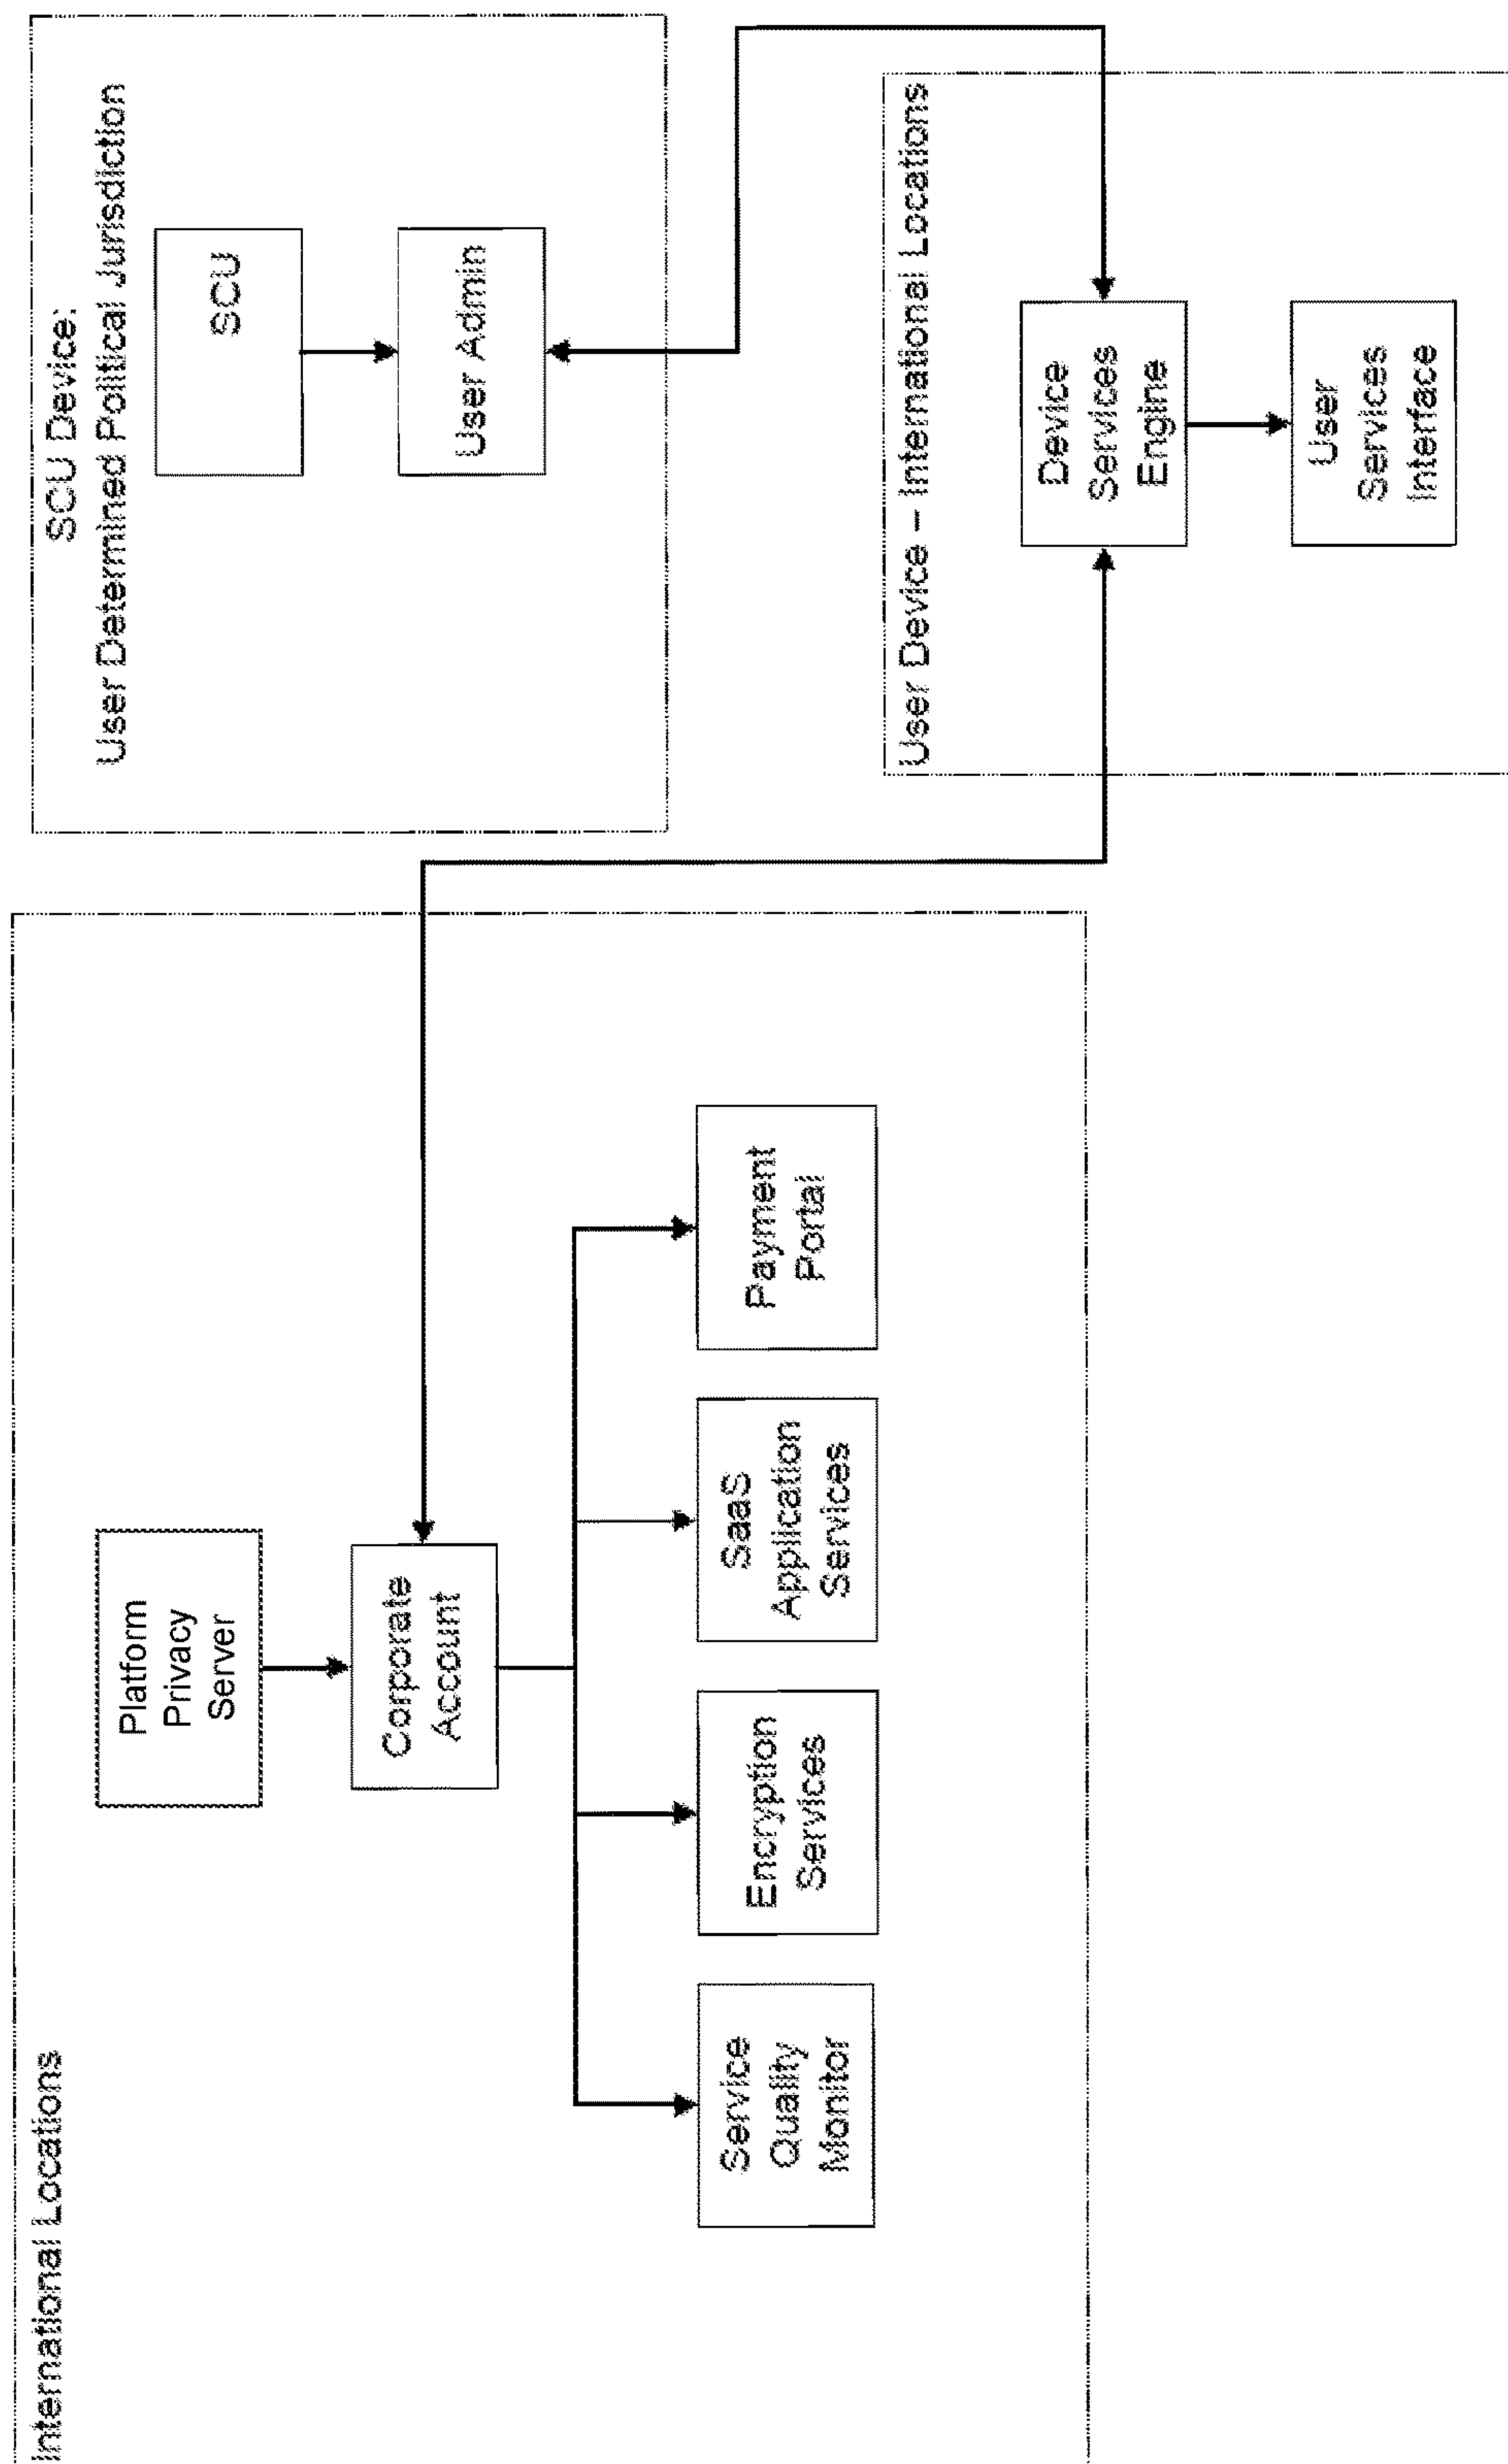 International Locations
Platform
Privacy
Server
Corporate
Account
Service
Quality
Monitor
Encryption
Services
SaaS
Application
Services
Payment
Portal
SCU Device:
User Determined Political Jurisdiction
SCU
User Admin
User Device – International Locations
Device
Services
Engine
User
Services
Interface